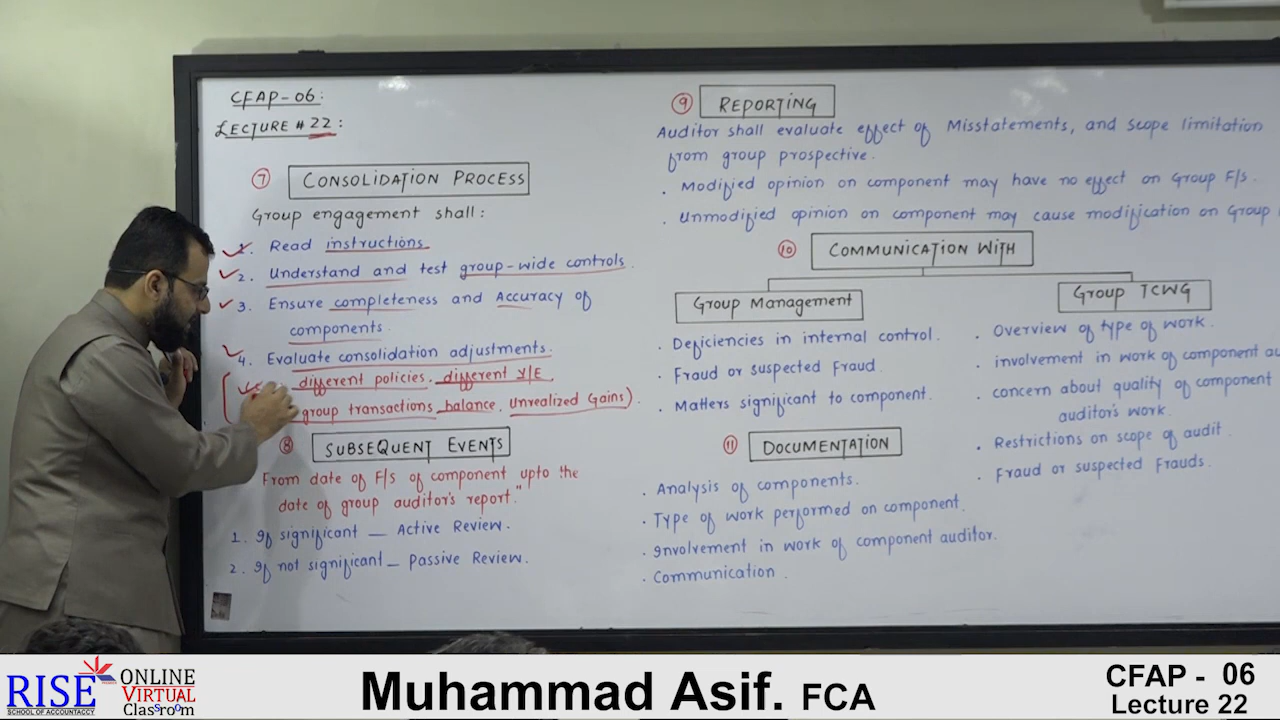 CFAP-06:
LECTURE # 22:
⑦ CONSOLIDATION PROCESS
Group engagement shall:
1. Read instructions
2. Understand and test group-wide controls.
3. Ensure completeness and Accuracy of
components.
4. Evaluate consolidation adjustments.
different policies. different Y/E
group transactions balance. Unrealized Gains).
⑧ SUBSEQUENT EVENTS
From date of F/S of component upto the
date of group auditor's report."
1. If significant — Active Review.
2. If not significant — Passive Review.
⑨ REPORTING
Auditor shall evaluate effect of Misstatements, and scope limitation
from group prospective.
. Modified opinion on component may have no effect on Group F/s.
. Unmodified opinion on component may cause modification on Group
⑩ COMMUNICATION WITH
Group Management
. Deficiencies in internal control.
. Fraud or suspected Fraud.
. Matters significant to component.
Group TCWG
. Overview of type of work.
. involvement in work of component au
. concern about quality of component
auditor's work.
. Restrictions on scope of audit.
. Fraud or suspected Frauds.
⑪ DOCUMENTATION
. Analysis of components.
. Type of work performed on component.
. Involvement in work of component auditor.
. Communication.
RISE
SCHOOL OF ACCOUNTANCY
ONLINE
VIRTUAL
Classroom
Muhammad Asif. FCA
CFAP - 06
Lecture 22